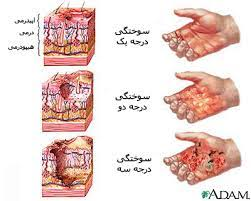 اپیدرمی
درمی
هیپودرمی
سوختگی
درجه یک
سوختگی
درجه دو
سوختگی
درجه سه
ADAM